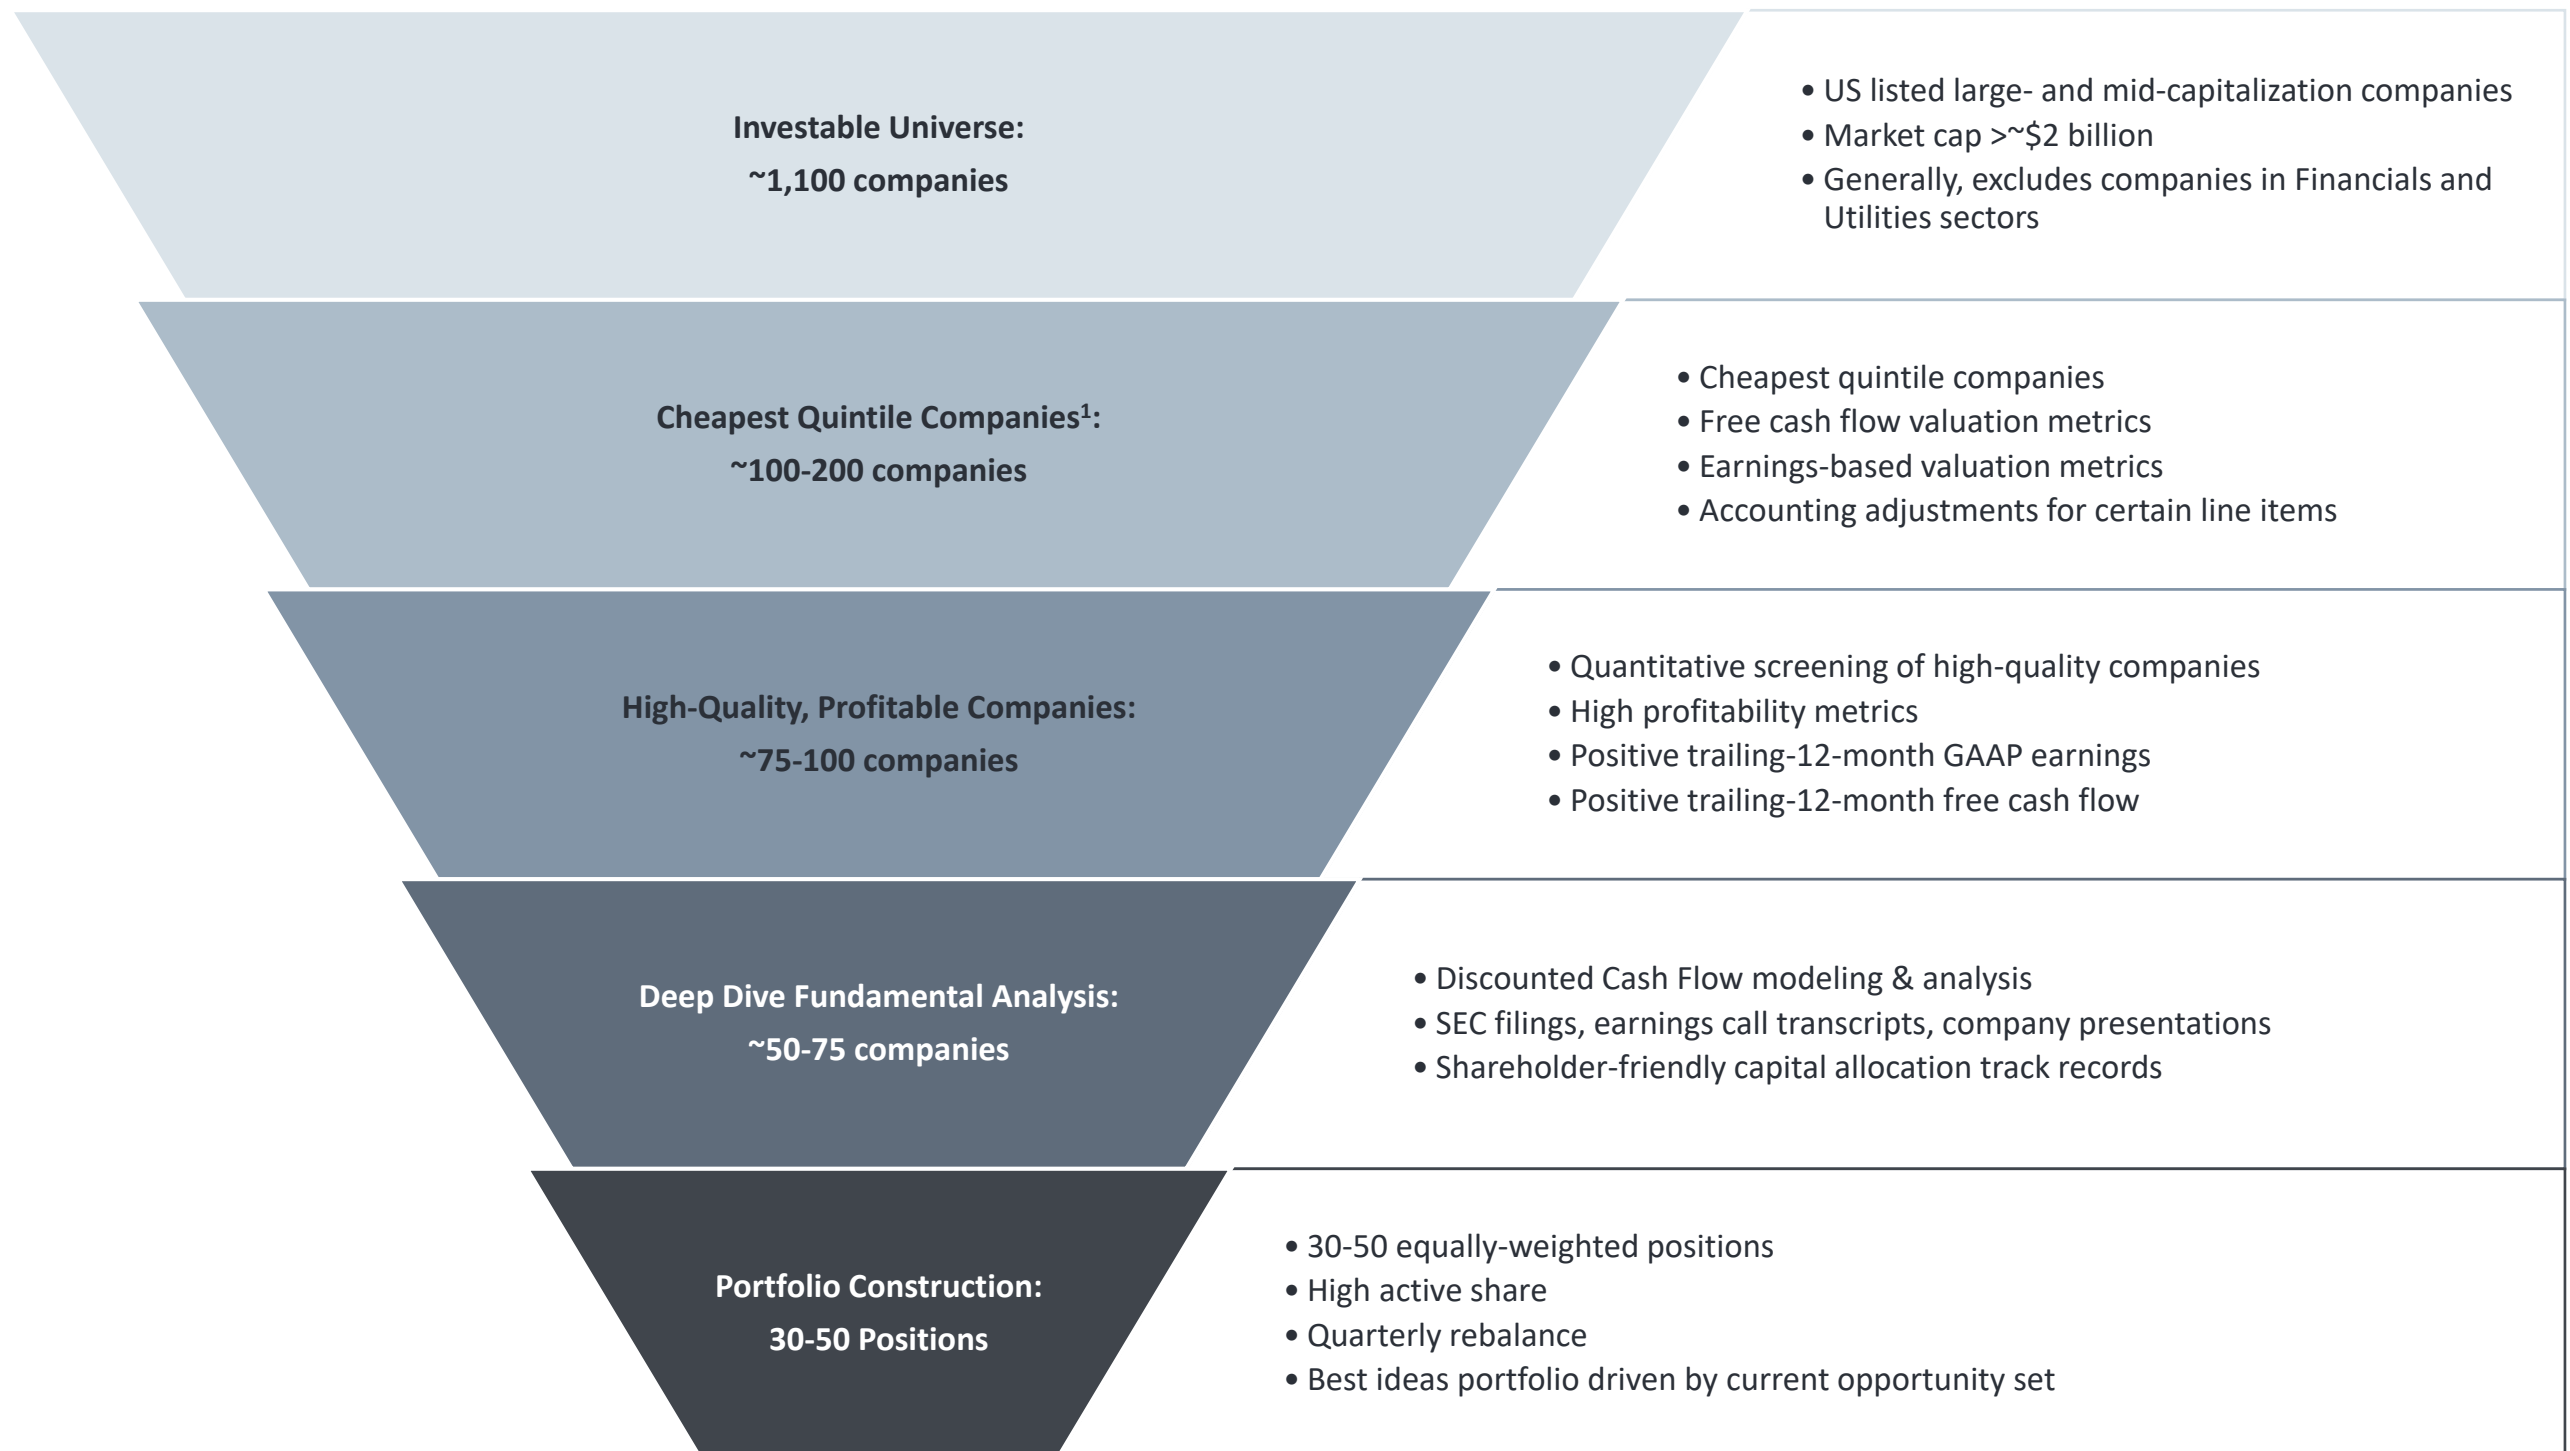 Investable Universe:
~1,100 companies
• US listed large- and mid-capitalization companies
• Market cap >~$2 billion
• Generally, excludes companies in Financials and
Utilities sectors
Cheapest Quintile Companies¹:
~100-200 companies
• Cheapest quintile companies
• Free cash flow valuation metrics
• Earnings-based valuation metrics
• Accounting adjustments for certain line items
High-Quality, Profitable Companies:
~75-100 companies
• Quantitative screening of high-quality companies
• High profitability metrics
• Positive trailing-12-month GAAP earnings
• Positive trailing-12-month free cash flow
Deep Dive Fundamental Analysis:
~50-75 companies
• Discounted Cash Flow modeling & analysis
• SEC filings, earnings call transcripts, company presentations
• Shareholder-friendly capital allocation track records
Portfolio Construction:
30-50 Positions
• 30-50 equally-weighted positions
• High active share
• Quarterly rebalance
• Best ideas portfolio driven by current opportunity set